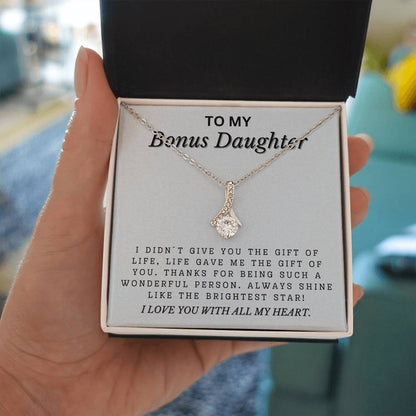 TO MY
Bonus Daughter
I DIDN´T GIVE YOU THE GIFT OF
LIFE, LIFE GAVE ME THE GIFT OF
YOU. THANKS FOR BEING SUCH A
WONDERFUL PERSON. ALWAYS SHINE
LIKE THE BRIGHTEST STAR!
I LOVE YOU WITH ALL MY HEART.